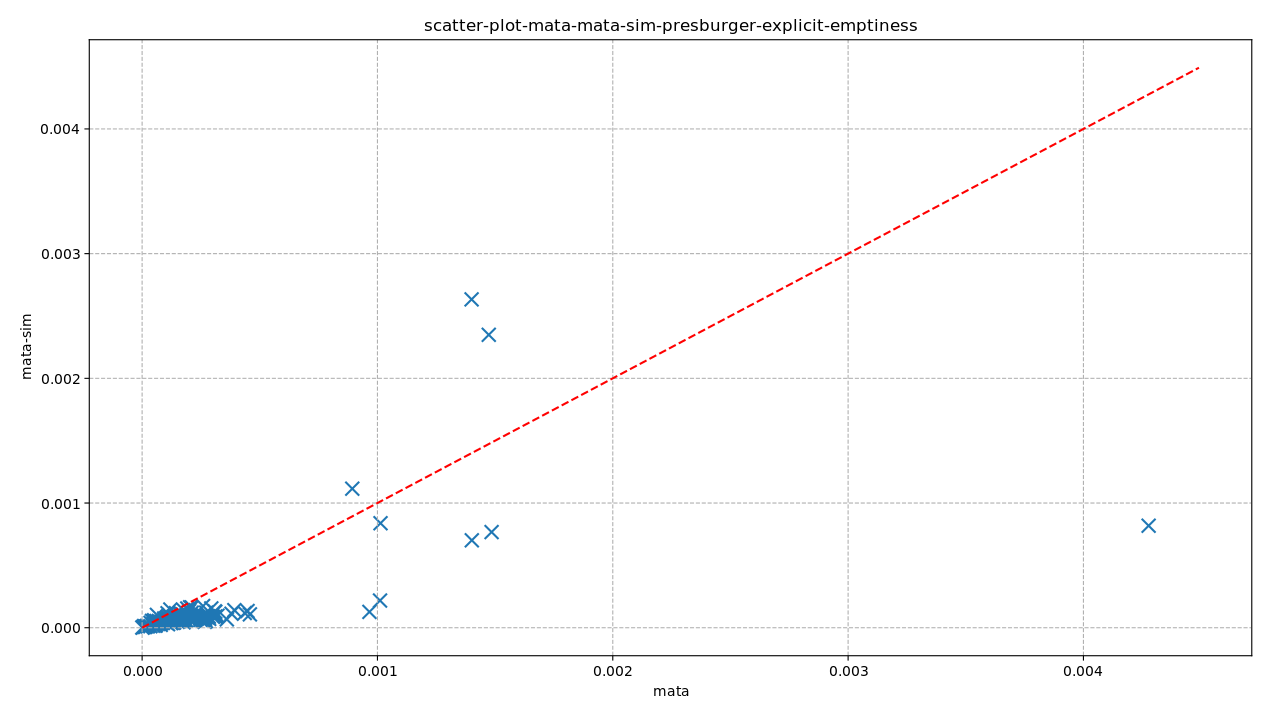 scatter-plot-mata-mata-sim-presburger-explicit-emptiness
mata-sim
0.004
0.003
0.002
0.001
0.000
0.000 0.001 0.002 0.003 0.004
mata